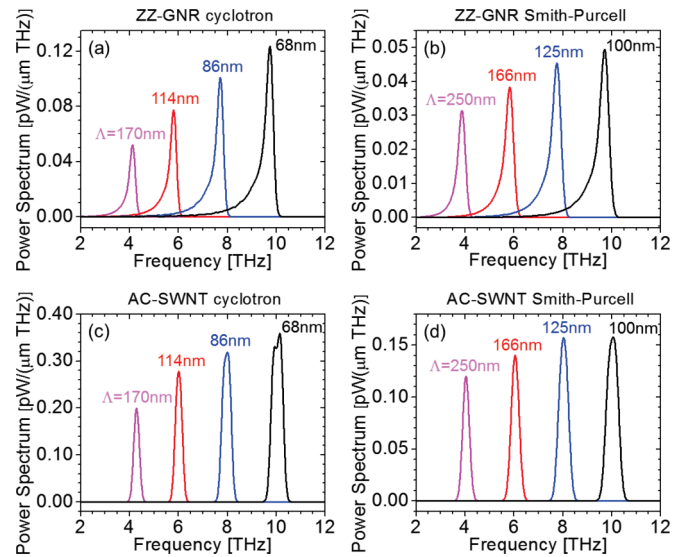 ZZ-GNR cyclotron
(a)
68nm
86nm
114nm
Λ=170nm
0.12
0.08
0.04
0.00
2 4 6 8 10 12
Frequency [THz]
Power Spectrum [pW/(μm THz)]
ZZ-GNR Smith-Purcell
(b)
100nm
125nm
166nm
Λ=250nm
0.05
0.04
0.03
0.02
0.01
0.00
2 4 6 8 10 12
Frequency [THz]
Power Spectrum [pW/(μm THz)]
AC-SWNT cyclotron
(c)
68nm
86nm
114nm
Λ=170nm
0.40
0.30
0.20
0.10
0.00
2 4 6 8 10 12
Frequency [THz]
Power Spectrum [pW/(μm THz)]
AC-SWNT Smith-Purcell
(d)
125nm
100nm
166nm
Λ=250nm
0.15
0.10
0.05
0.00
2 4 6 8 10 12
Frequency [THz]
Power Spectrum [pW/(μm THz)]